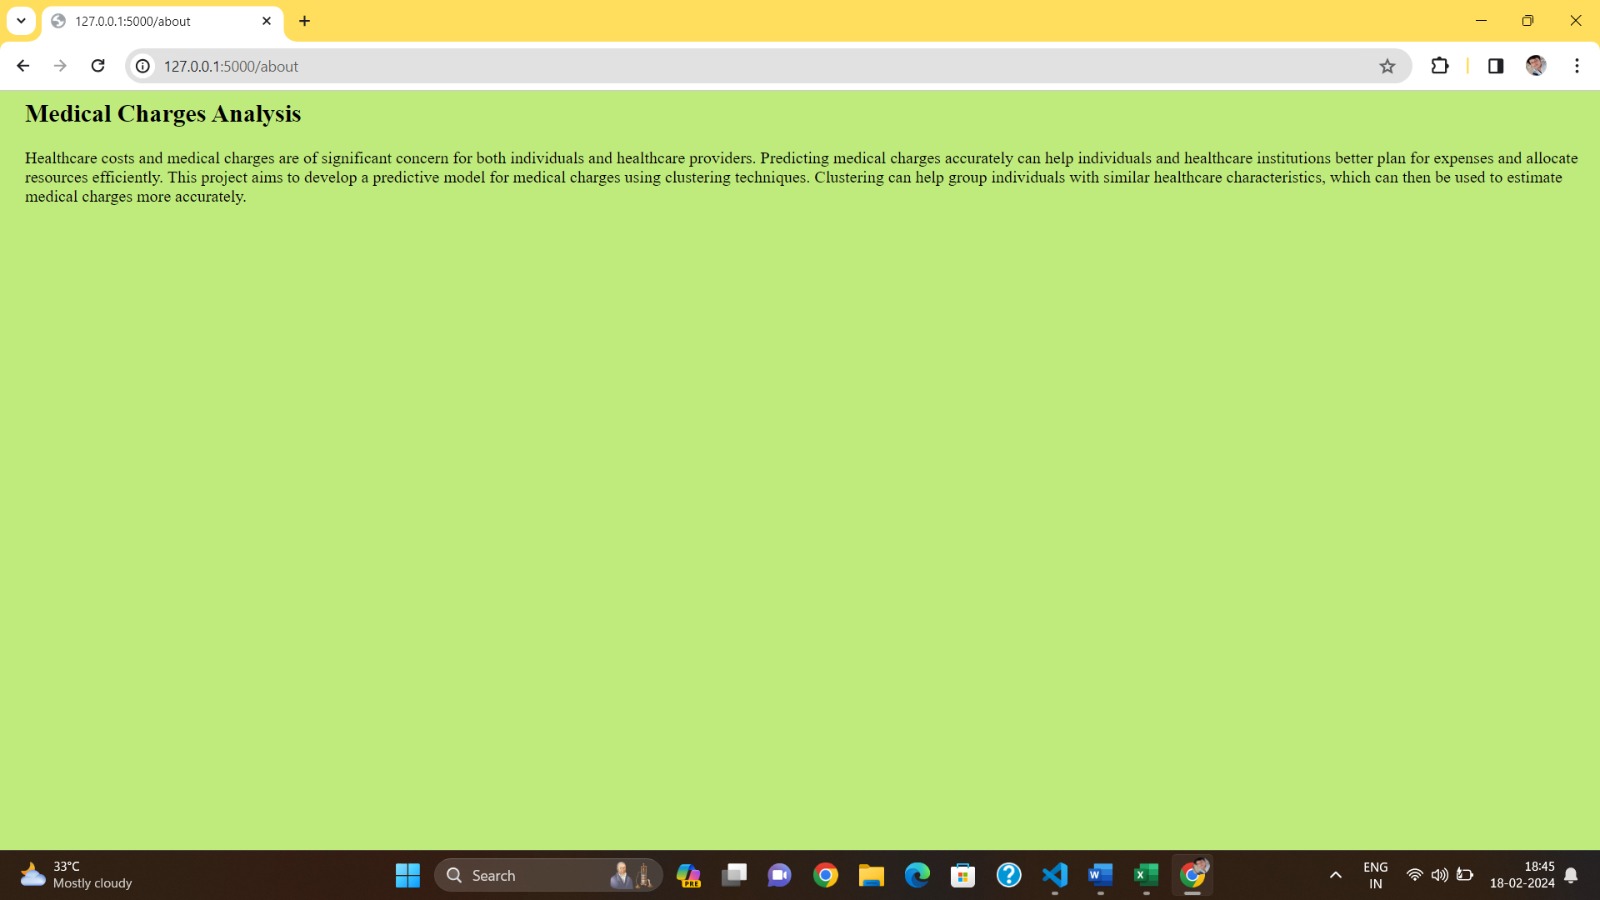 127.0.0.1:5000/about
127.0.0.1:5000/about
Medical Charges Analysis
Healthcare costs and medical charges are of significant concern for both individuals and healthcare providers. Predicting medical charges accurately can help individuals and healthcare institutions better plan for expenses and allocate
resources efficiently. This project aims to develop a predictive model for medical charges using clustering techniques. Clustering can help group individuals with similar healthcare characteristics, which can then be used to estimate
medical charges more accurately.
33°C
Mostly cloudy
Search
PRE
ENG
IN
18:45
18-02-2024